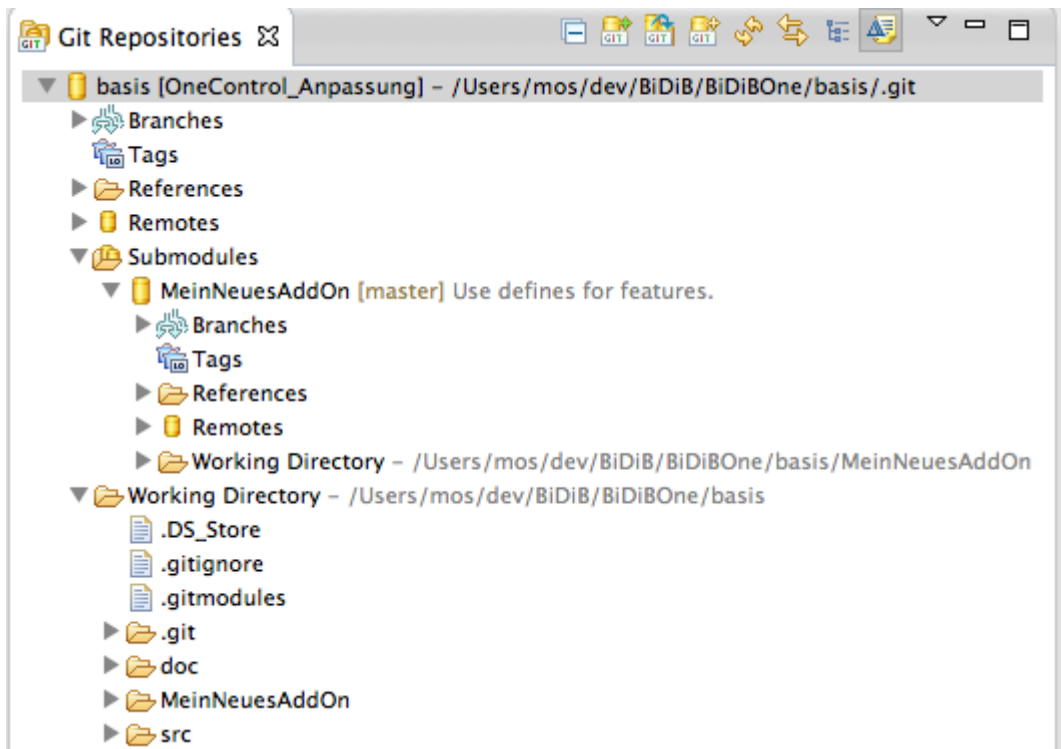 Git Repositories
basis [OneControl_Anpassung] – /Users/mos/dev/BiDiB/BiDiBOne/basis/.git
Branches
Tags
References
Remotes
Submodules
MeinNeuesAddOn [master] Use defines for features.
Branches
Tags
References
Remotes
Working Directory – /Users/mos/dev/BiDiB/BiDiBOne/basis/MeinNeuesAddOn
Working Directory – /Users/mos/dev/BiDiB/BiDiBOne/basis
.DS_Store
.gitignore
.gitmodules
.git
doc
MeinNeuesAddOn
src